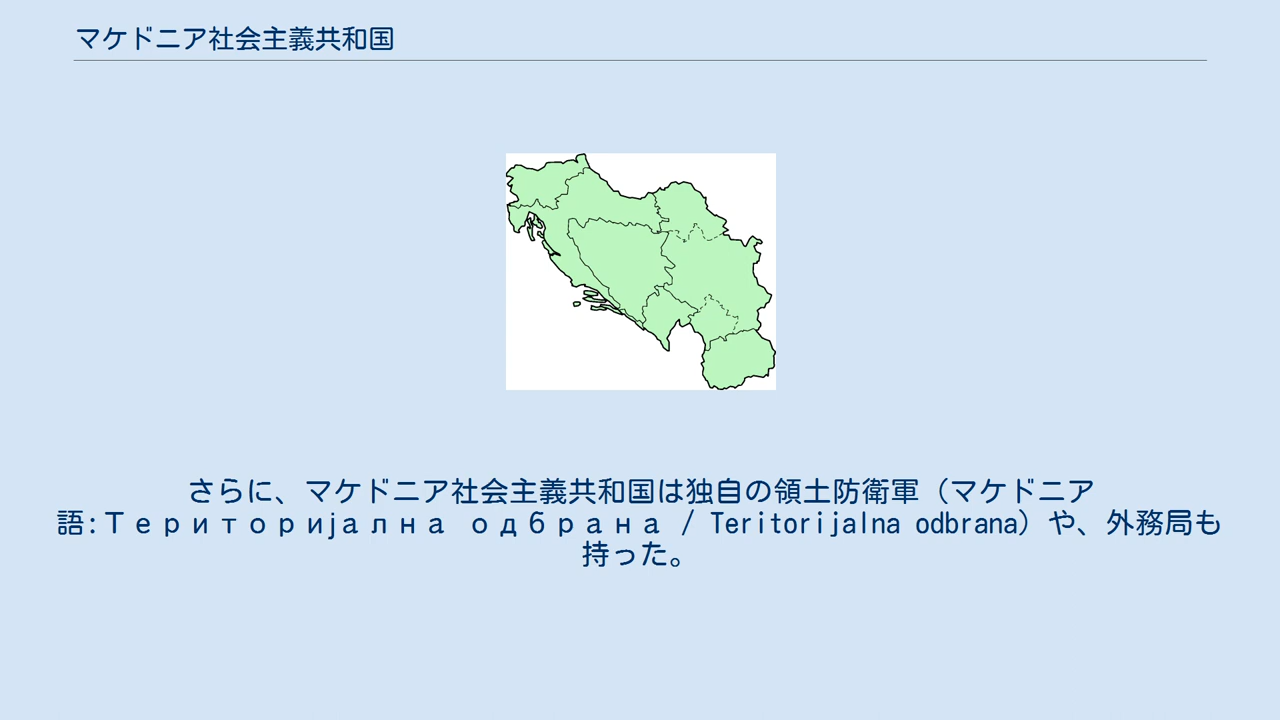 マケドニア社会主義共和国
さらに、マケドニア社会主義共和国は独自の領土防衛軍（マケドニア
語:Територијална одбрана / Teritorijalna odbrana）や、外務局も
持った。